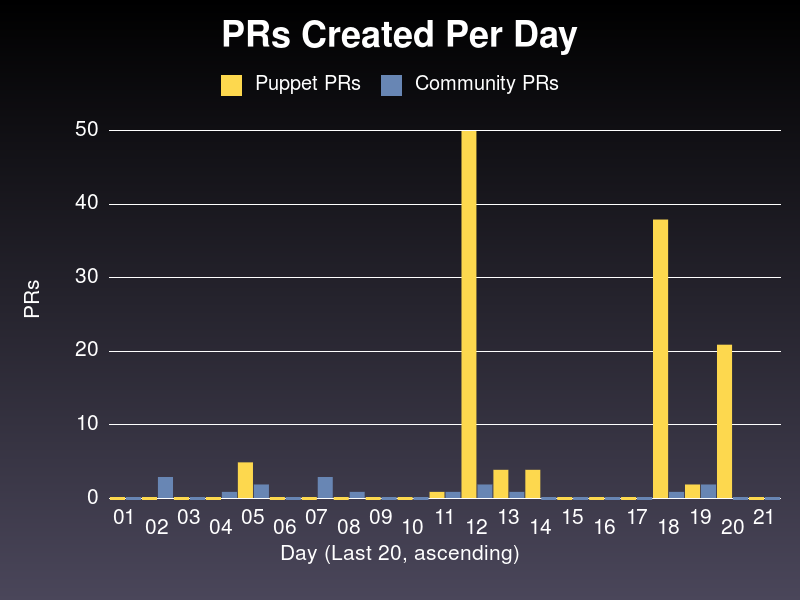 PRs Created Per Day
Puppet PRs Community PRs
50
40
30
20
10
0
PRs
01 02 03 04 05 06 07 08 09 10 11 12 13 14 15 16 17 18 19 20 21
Day (Last 20, ascending)